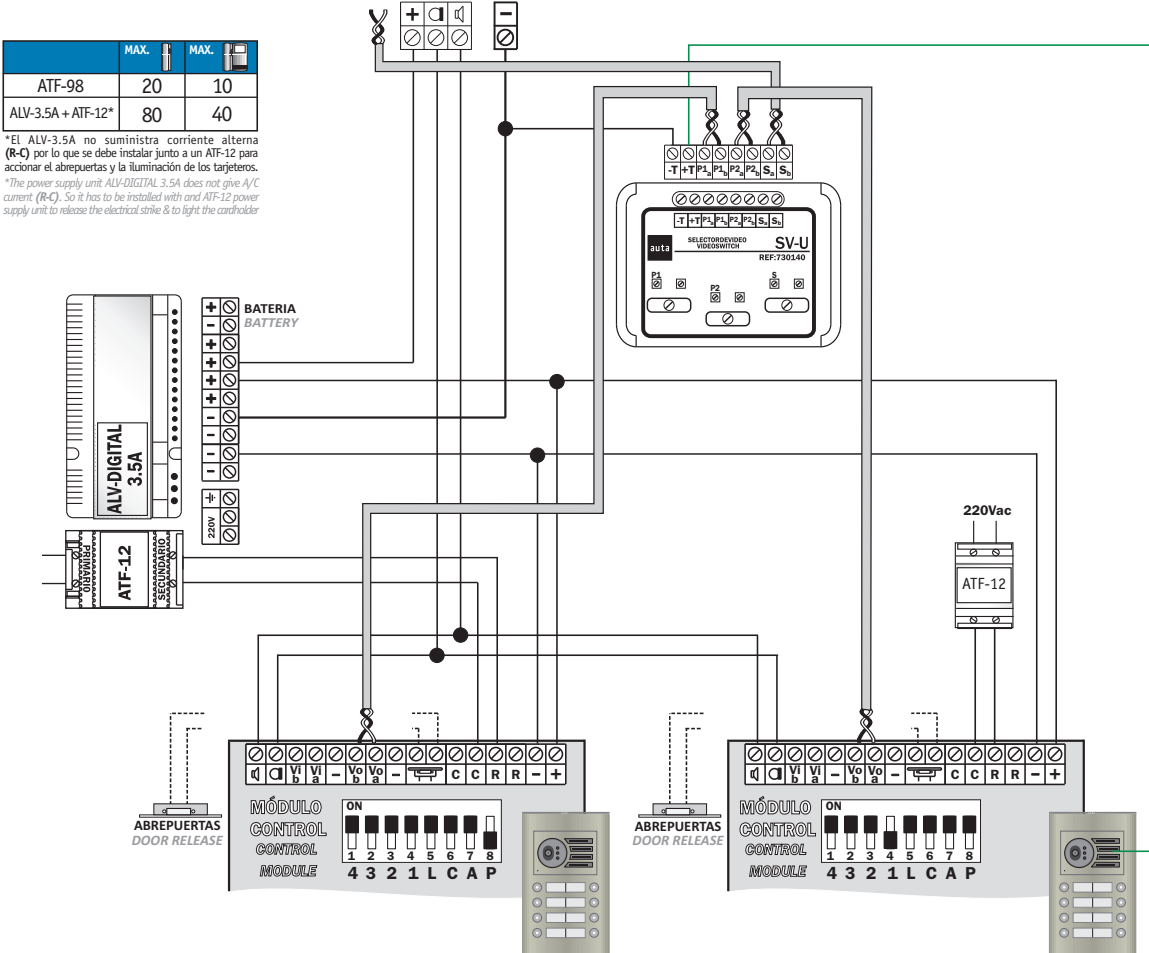 +
−
MAX.
MAX.
ATF-98
20
10
ALV-3.5A + ATF-12*
80
40
*El ALV-3.5A no suministra corriente alterna
(R-C) por lo que se debe instalar junto a un ATF-12 para
accionar el abrepuertas y la iluminación de los tarjeteros.
*The power supply unit ALV-DIGITAL 3.5A does not give A/C
current (R-C). So it has to be installed with and ATF-12 power
supply unit to release the electrical strike & to light the cardholder
-T +T P1a P1b P2a P2b Sa Sb
-T +T P1a P1b P2a P2b Sa Sb
auta
SELECTORDEVIDEO
VIDEOSWITCH
SV-U
REF:730140
P1
P2
S
ALV-DIGITAL
3.5A
+
−
+
+
+
+
−
−
−
−
BATERIA
BATTERY
220V
PRIMARIO
ATF-12
SECUNDARIO
220Vac
ATF-12
Vi b Vi a − Vo b Vo a − C C R R − +
MÓDULO
CONTROL
CONTROL
MODULE
ON
1 2 3 4 5 6 7 8
4 3 2 1 L C A P
ABREPUERTAS
DOOR RELEASE
Vi b Vi a − Vo b Vo a − C C R R − +
MÓDULO
CONTROL
CONTROL
MODULE
ON
1 2 3 4 5 6 7 8
4 3 2 1 L C A P
ABREPUERTAS
DOOR RELEASE